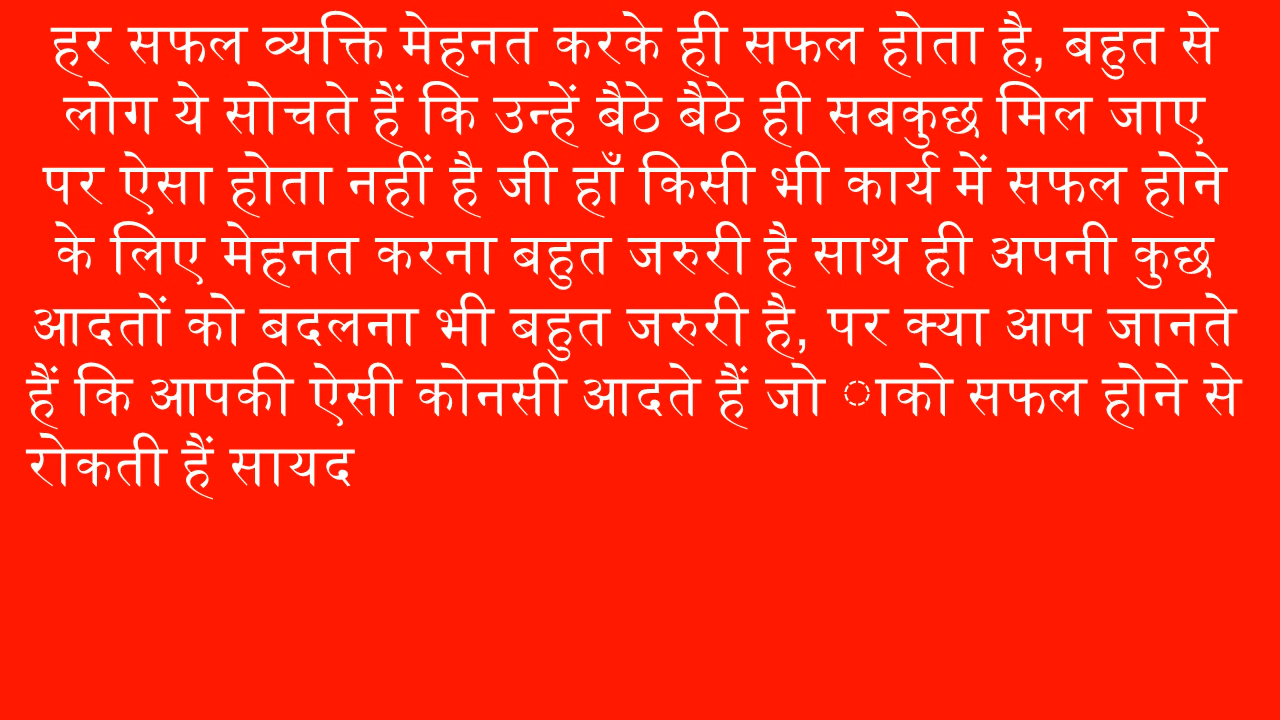 हर सफल व्यक्ति मेहनत करके ही सफल होता है, बहुत से
लोग ये सोचते हैं कि उन्हें बैठे बैठे ही सबकुछ मिल जाए
पर ऐसा होता नहीं है जी हाँ किसी भी कार्य में सफल होने
के लिए मेहनत करना बहुत जरुरी है साथ ही अपनी कुछ
आदतों को बदलना भी बहुत जरुरी है, पर क्या आप जानते
हैं कि आपकी ऐसी कोनसी आदते हैं जो ाको सफल होने से
रोकती हैं सायद